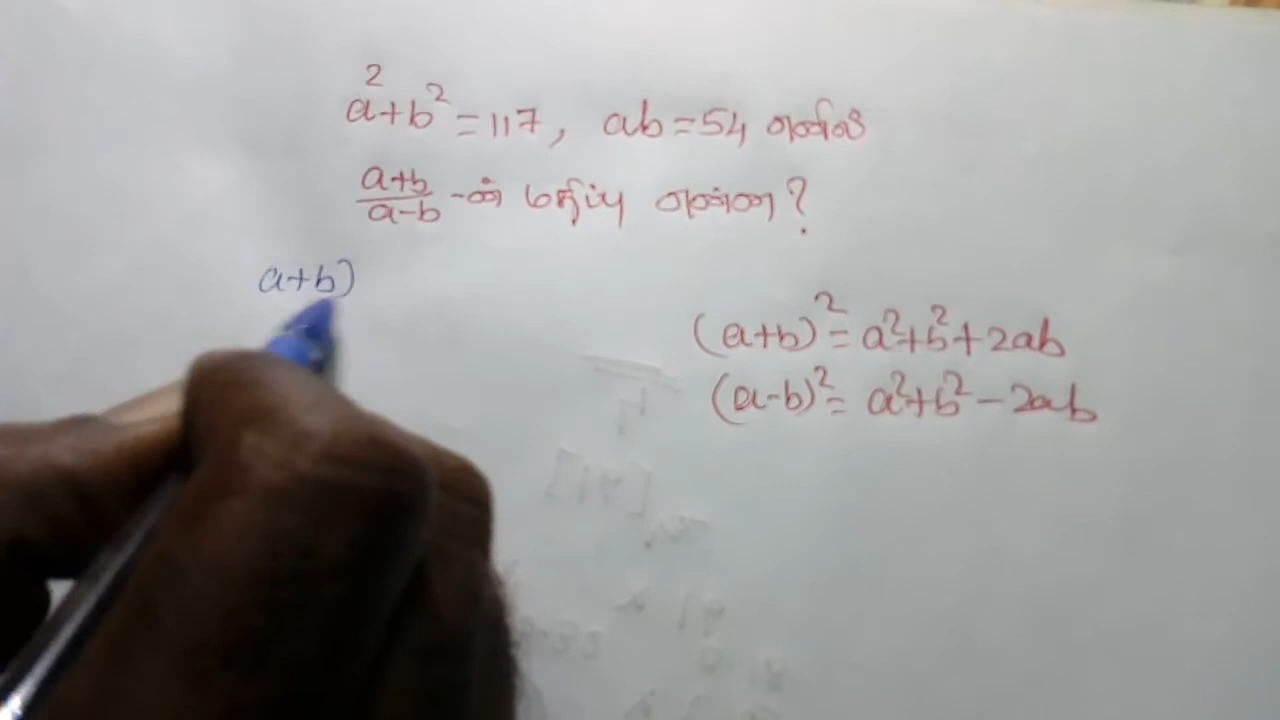 a²+b² = 117, ab = 54 எனில்
(a+b)/(a-b) -ன் மதிப்பு என்ன?
a+b)
(a+b)² = a²+b²+2ab
(a-b)² = a²+b²-2ab